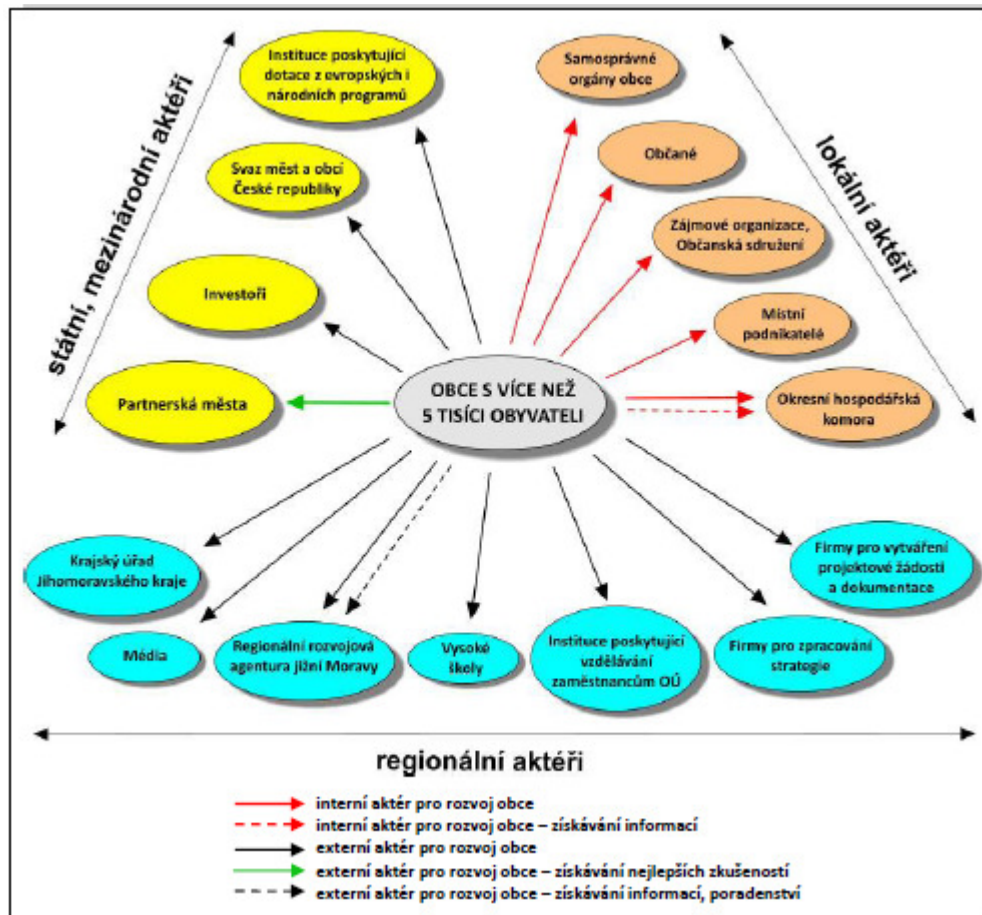 Instituce poskytující
dotace z evropských i
národních programů
Svaz měst a obcí
České republiky
Investoři
Partnerská města
státní, mezinárodní aktéři
Samosprávné
orgány obce
Občané
Zájmové organizace,
Občanská sdružení
Místní
podnikatelé
Okresní hospodářská
komora
lokální aktéři
OBCE S VÍCE NEŽ
5 TISÍCI OBYVATELI
Krajský úřad
Jihomoravského kraje
Média
Regionální rozvojová
agentura jižní Moravy
Vysoké
školy
Instituce poskytující
vzdělávání
zaměstnancům OÚ
Firmy pro zpracování
strategie
Firmy pro vytváření
projektové žádosti
a dokumentace
regionální aktéři
interní aktér pro rozvoj obce
interní aktér pro rozvoj obce – získávání informací
externí aktér pro rozvoj obce
externí aktér pro rozvoj obce – získávání nejlepších zkušeností
externí aktér pro rozvoj obce – získávání informací, poradenství